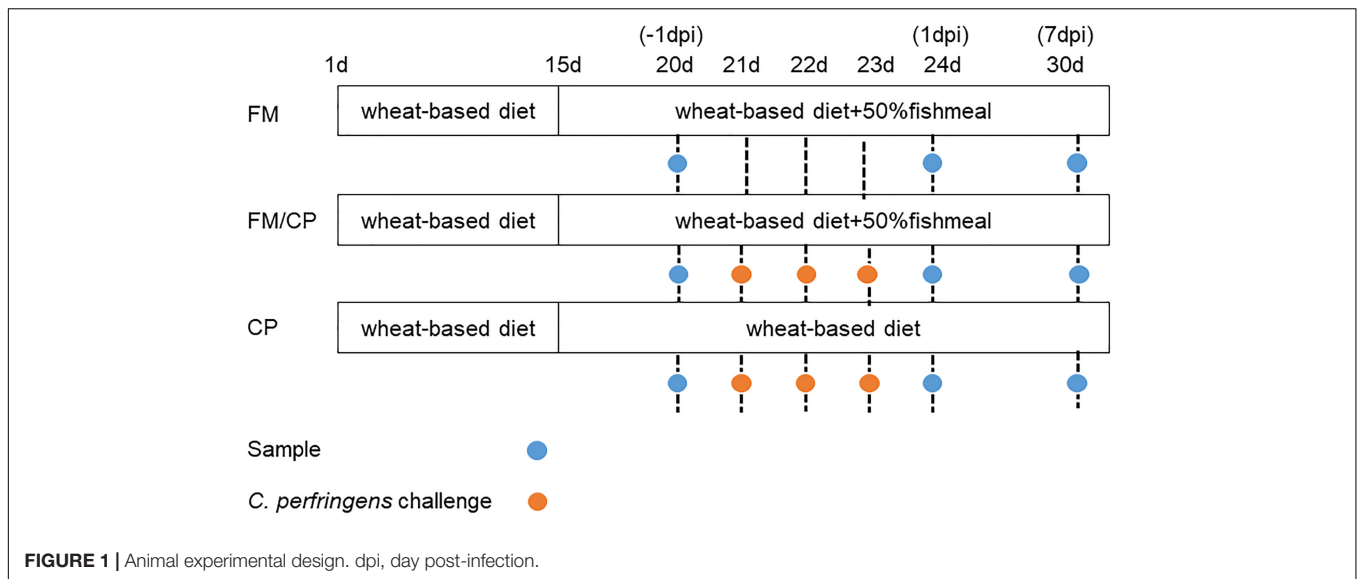 (-1dpi) (1dpi) (7dpi)
1d 15d 20d 21d 22d 23d 24d 30d
FM wheat-based diet wheat-based diet+50%fishmeal
FM/CP wheat-based diet wheat-based diet+50%fishmeal
CP wheat-based diet wheat-based diet
Sample
C. perfringens challenge
FIGURE 1 | Animal experimental design. dpi, day post-infection.